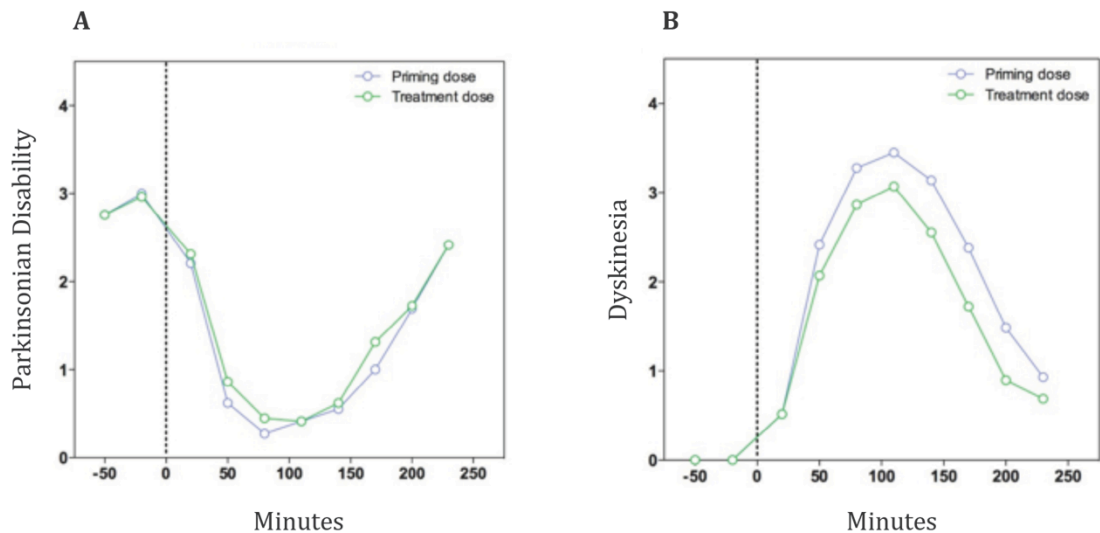 A
Priming dose
Treatment dose
4
3
2
1
0
-50 0 50 100 150 200 250
Parkinsonian Disability
Minutes
B
Priming dose
Treatment dose
4
3
2
1
0
-50 0 50 100 150 200 250
Dyskinesia
Minutes